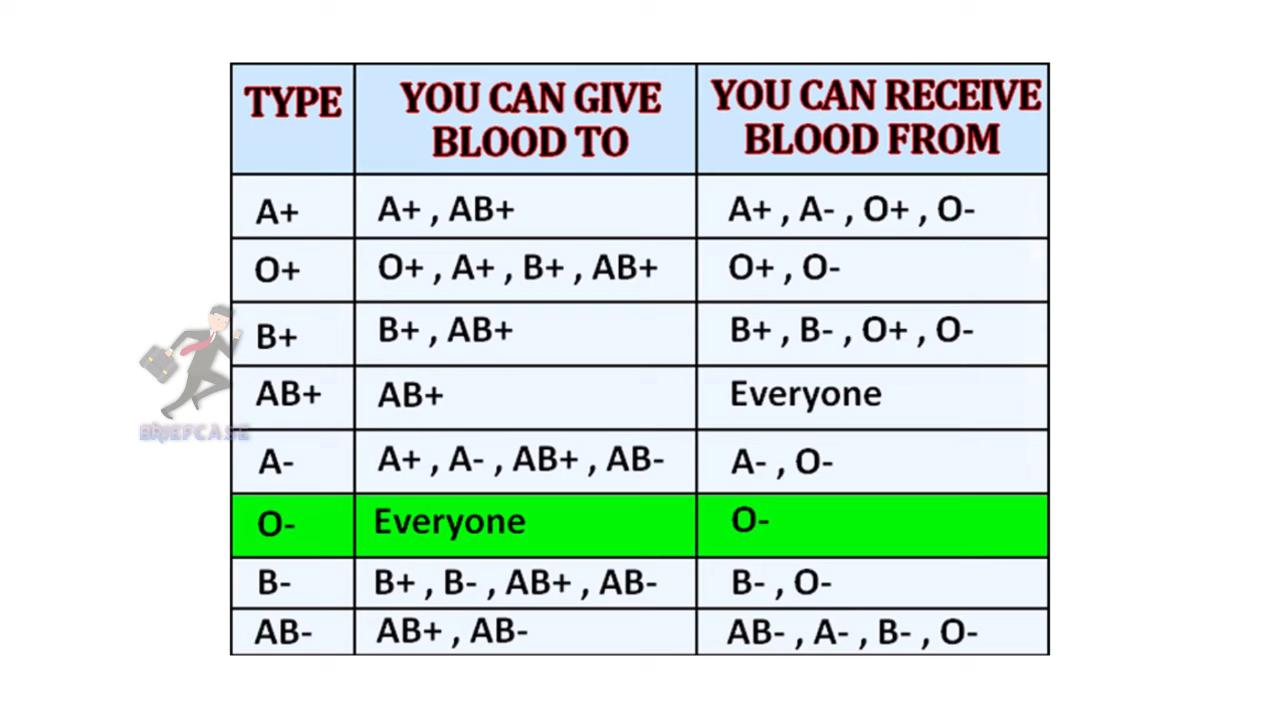 TYPE
YOU CAN GIVE
BLOOD TO
YOU CAN RECEIVE
BLOOD FROM
A+
A+ , AB+
A+ , A- , O+ , O-
O+
O+ , A+ , B+ , AB+
O+ , O-
B+
B+ , AB+
B+ , B- , O+ , O-
AB+
AB+
Everyone
BRIEFCASE
A-
A+ , A- , AB+ , AB-
A- , O-
O-
Everyone
O-
B-
B+ , B- , AB+ , AB-
B- , O-
AB-
AB+ , AB-
AB- , A- , B- , O-